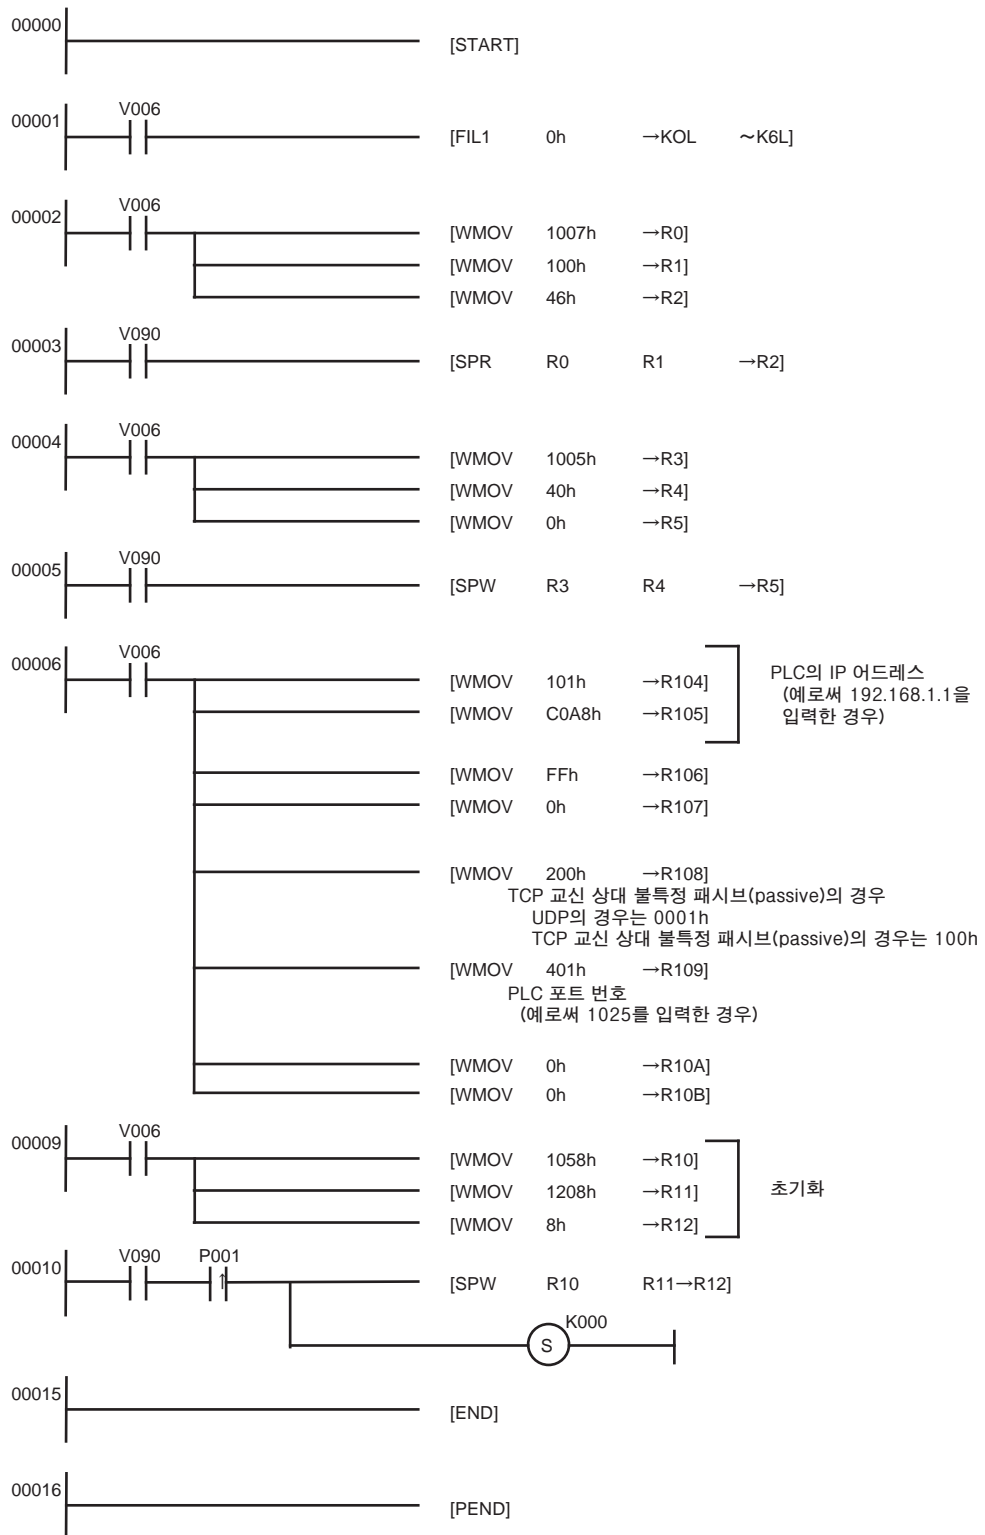 00000
[START]
V006
00001
[FIL1 0h →KOL ～K6L]
V006
00002
[WMOV 1007h →R0]
[WMOV 100h →R1]
[WMOV 46h →R2]
V090
00003
[SPR R0 R1 →R2]
V006
00004
[WMOV 1005h →R3]
[WMOV 40h →R4]
[WMOV 0h →R5]
V090
00005
[SPW R3 R4 →R5]
V006
00006
[WMOV 101h →R104]
[WMOV C0A8h →R105]
PLC의 IP 어드레스
(예로써 192.168.1.1을
입력한 경우)
[WMOV FFh →R106]
[WMOV 0h →R107]
[WMOV 200h →R108]
TCP 교신 상대 불특정 패시브(passive)의 경우
UDP의 경우는 0001h
TCP 교신 상대 불특정 패시브(passive)의 경우는 100h
[WMOV 401h →R109]
PLC 포트 번호
(예로써 1025를 입력한 경우)
[WMOV 0h →R10A]
[WMOV 0h →R10B]
V006
00009
[WMOV 1058h →R10]
[WMOV 1208h →R11]
[WMOV 8h →R12]
초기화
V090 P001
00010
↑
[SPW R10 R11→R12]
K000
S
00015
[END]
00016
[PEND]